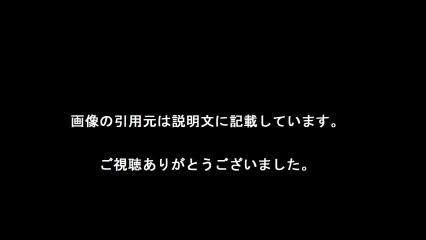 画像の引用元は説明文に記載しています。
ご視聴ありがとうございました。